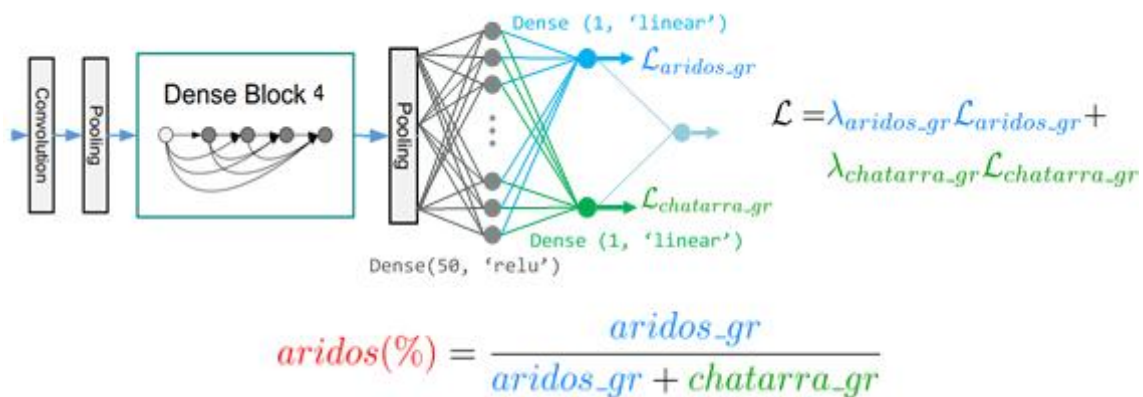 Dense (1, ‘linear’)
ℒaridos_gr
Convolution
Pooling
Dense Block 4
Pooling
ℒ =λaridos_grℒaridos_gr+
λchatarra_grℒchatarra_gr
ℒchatarra_gr
Dense (1, ‘linear’)
Dense(50, ‘relu’)
aridos(%) = aridos_gr
aridos_gr + chatarra_gr